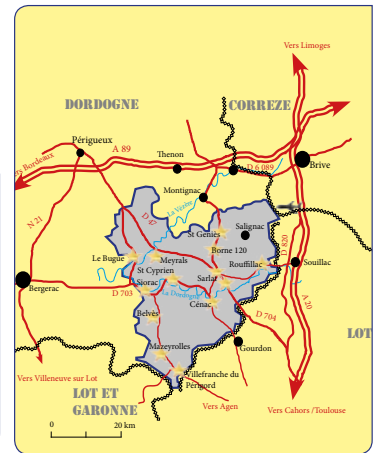 Vers Limoges
DORDOGNE
CORREZE
Périgueux
A 89
vers Bordeaux
Thenon
D 6 089
Brive
Montignac
La Vézère
N 21
D 47
St Geniès
Salignac
Borne 120
D 820
Le Bugue
Meyrals
Rouffillac
Souillac
St Cyprien
Sarlat
Siorac
Bergerac
D 703
La Dordogne
Cénac
A 20
Belvès
D 704
LOT
Gourdon
Mazeyrolles
Villefranche du
Périgord
Vers Villeneuve sur Lot
LOT ET
GARONNE
Vers Agen
Vers Cahors /Toulouse
0 20 km